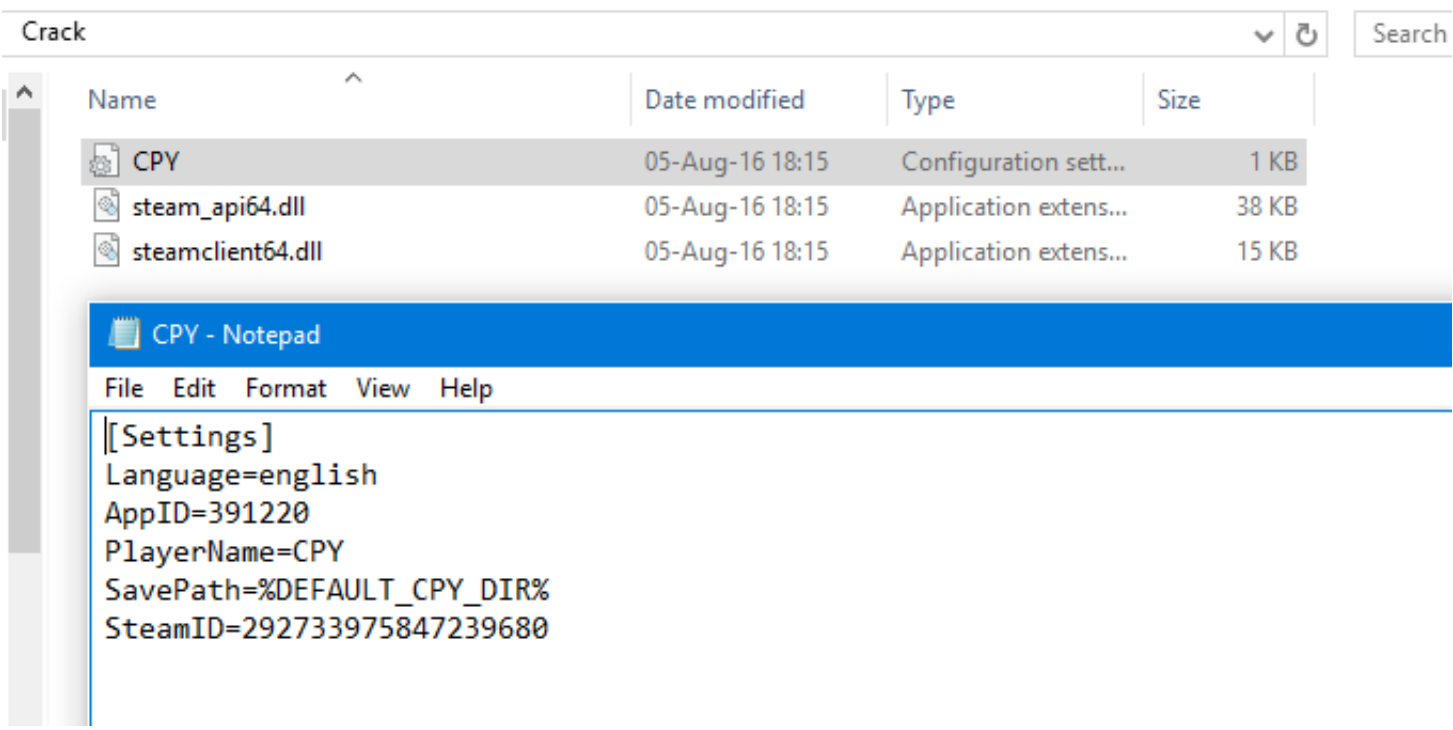 Crack
Search
Name Date modified Type Size
CPY 05-Aug-16 18:15 Configuration sett... 1 KB
steam_api64.dll 05-Aug-16 18:15 Application extens... 38 KB
steamclient64.dll 05-Aug-16 18:15 Application extens... 15 KB
CPY - Notepad
File Edit Format View Help
[Settings]
Language=english
AppID=391220
PlayerName=CPY
SavePath=%DEFAULT_CPY_DIR%
SteamID=292733975847239680